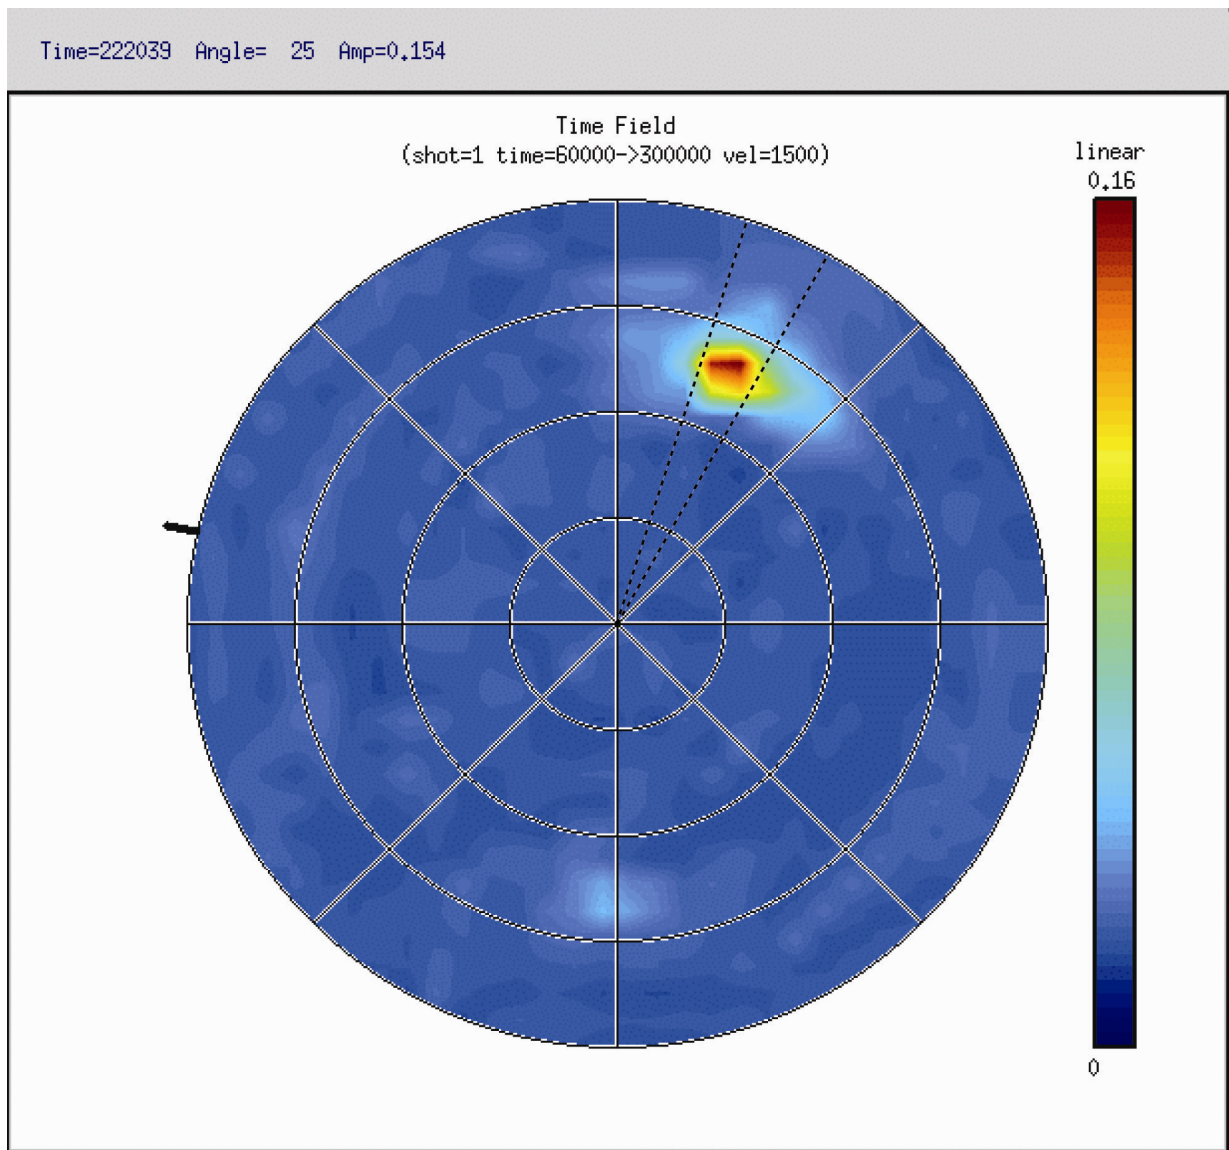 Time=222039 Angle= 25 Amp=0.154
Time Field
(shot=1 time=60000->300000 vel=1500)
linear
0.16
0